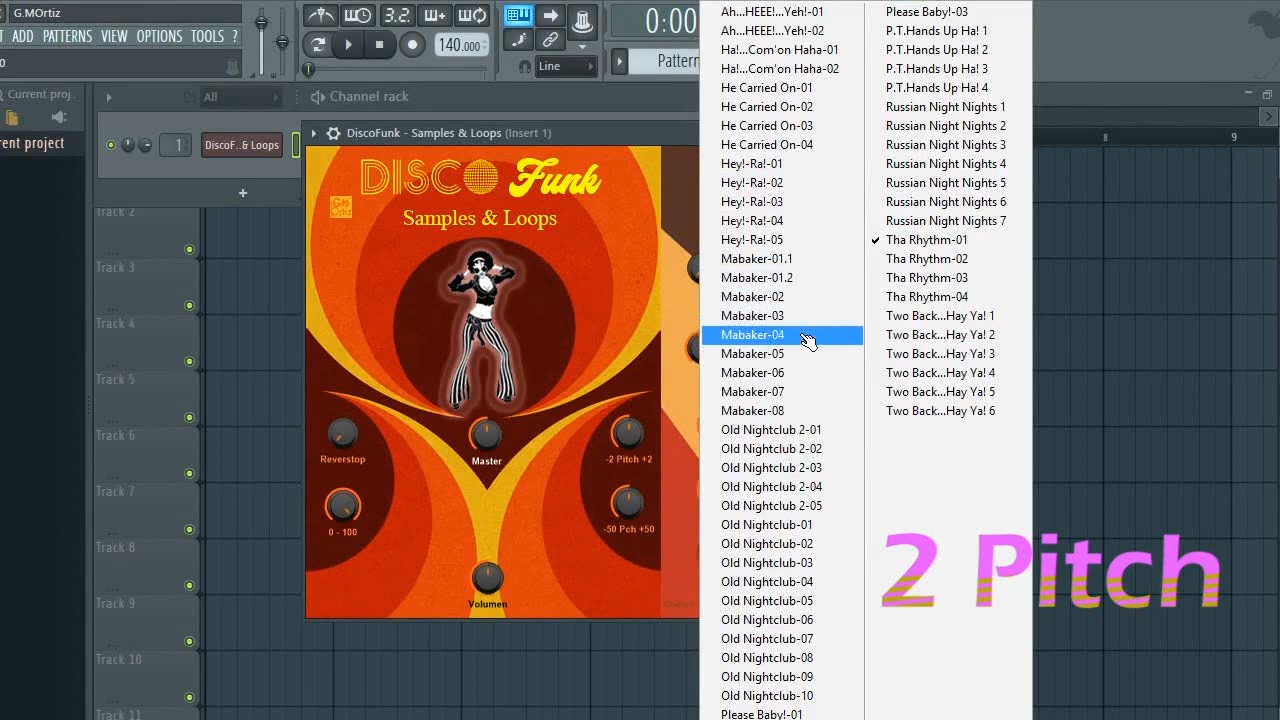 G.MOrtiz
T ADD PATTERNS VIEW OPTIONS TOOLS ?
3.2.
140.000
0:00
Line
Pattern
Current proj..
ent project
All
Channel rack
1
DiscoF..& Loops
DiscoFunk - Samples & Loops (Insert 1)
DISCO Funk
G.M
Ortiz
Samples & Loops
Reverstop
Master
-2 Pitch +2
0 - 100
-50 Pch +50
Volumen
Track 2
Track 3
Track 4
Track 5
Track 6
Track 7
Track 8
Track 9
Track 10
Track 11
Ah...HEEE!...Yeh!-01
Ah...HEEE!...Yeh!-02
Ha!...Com'on Haha-01
Ha!...Com'on Haha-02
He Carried On-01
He Carried On-02
He Carried On-03
He Carried On-04
Hey!-Ra!-01
Hey!-Ra!-02
Hey!-Ra!-03
Hey!-Ra!-04
Hey!-Ra!-05
Mabaker-01.1
Mabaker-01.2
Mabaker-02
Mabaker-03
Mabaker-04
Mabaker-05
Mabaker-06
Mabaker-07
Mabaker-08
Old Nightclub 2-01
Old Nightclub 2-02
Old Nightclub 2-03
Old Nightclub 2-04
Old Nightclub 2-05
Old Nightclub-01
Old Nightclub-02
Old Nightclub-03
Old Nightclub-04
Old Nightclub-05
Old Nightclub-06
Old Nightclub-07
Old Nightclub-08
Old Nightclub-09
Old Nightclub-10
Please Baby!-01
Please Baby!-03
P.T.Hands Up Ha! 1
P.T.Hands Up Ha! 2
P.T.Hands Up Ha! 3
P.T.Hands Up Ha! 4
Russian Night Nights 1
Russian Night Nights 2
Russian Night Nights 3
Russian Night Nights 4
Russian Night Nights 5
Russian Night Nights 6
Russian Night Nights 7
Tha Rhythm-01
Tha Rhythm-02
Tha Rhythm-03
Tha Rhythm-04
Two Back...Hay Ya! 1
Two Back...Hay Ya! 2
Two Back...Hay Ya! 3
Two Back...Hay Ya! 4
Two Back...Hay Ya! 5
Two Back...Hay Ya! 6
8
9
2 Pitch